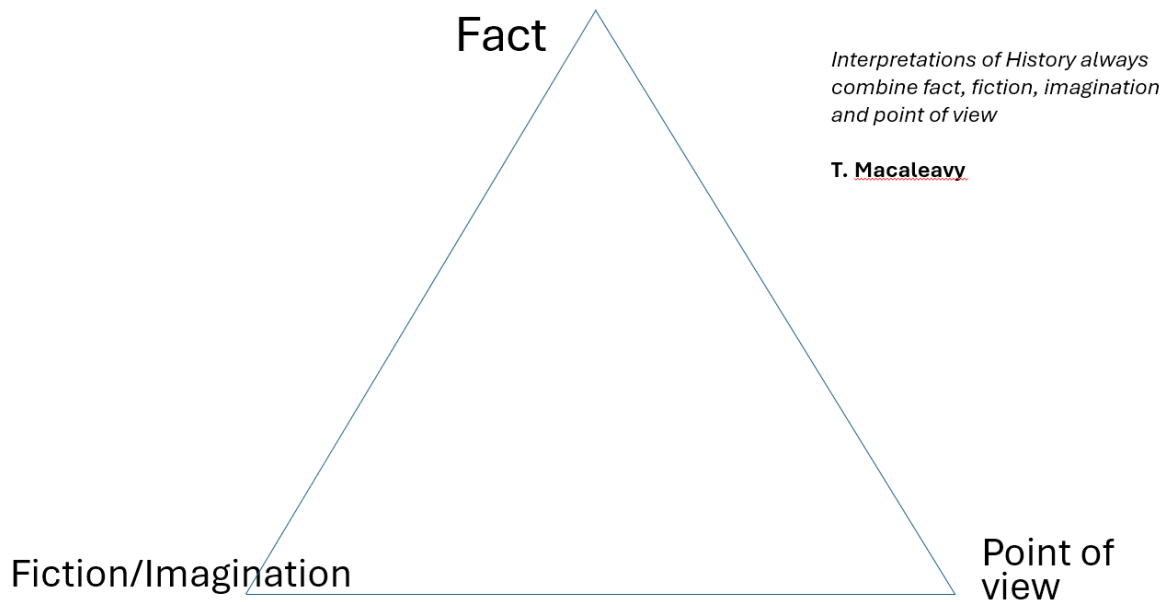 Fact
Interpretations of History always
combine fact, fiction, imagination
and point of view
T. Macaleavy
Fiction/Imagination
Point of
view